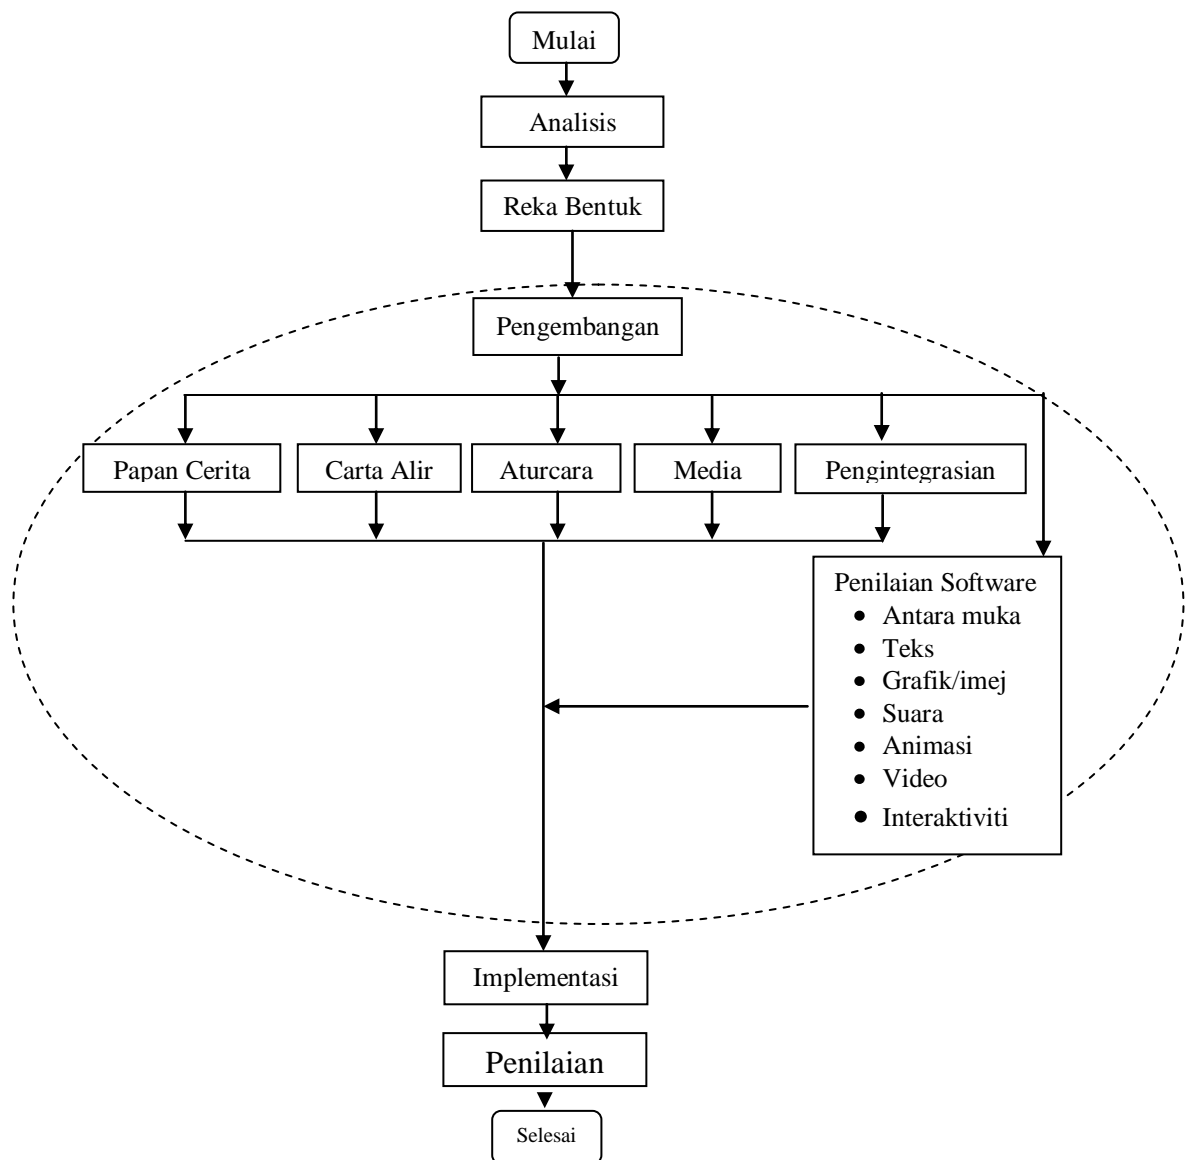 Mulai
Analisis
Reka Bentuk
Pengembangan
Papan Cerita
Carta Alir
Aturcara
Media
Pengintegrasian
Penilaian Software
• Antara muka
• Teks
• Grafik/imej
• Suara
• Animasi
• Video
• Interaktiviti
Implementasi
Penilaian
Selesai